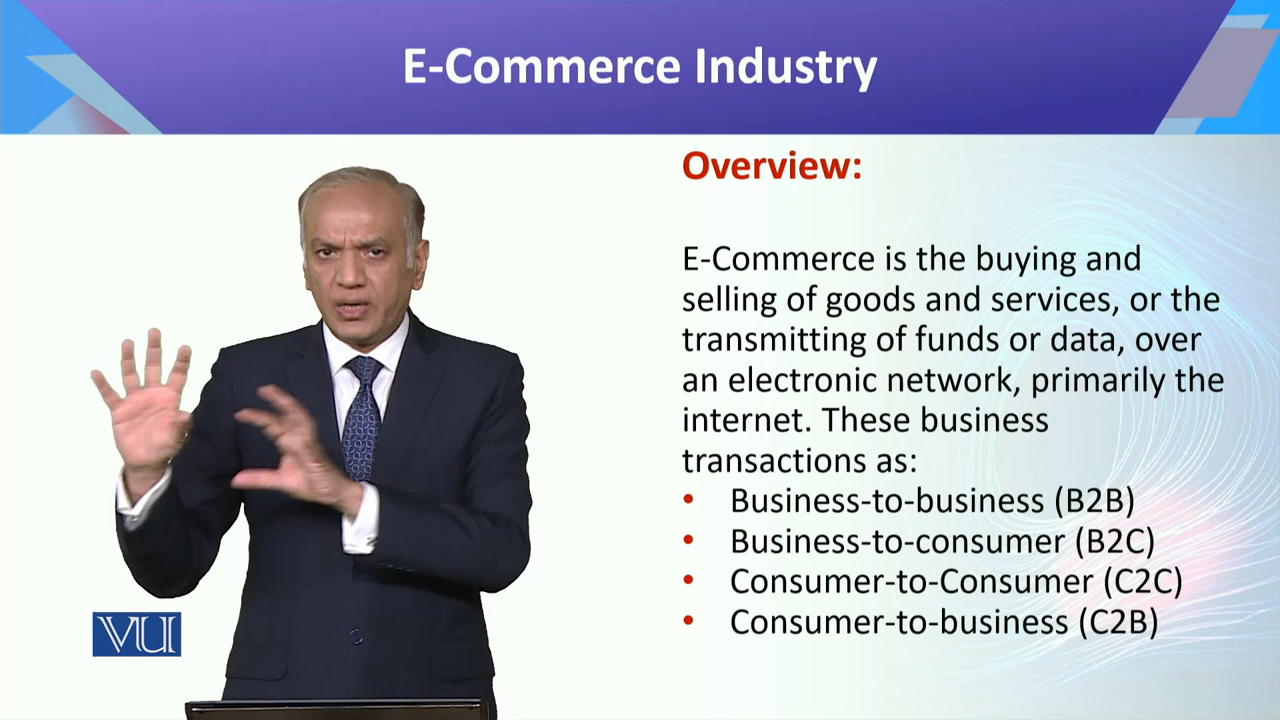 E-Commerce Industry
Overview:
E-Commerce is the buying and
selling of goods and services, or the
transmitting of funds or data, over
an electronic network, primarily the
internet. These business
transactions as:
• Business-to-business (B2B)
• Business-to-consumer (B2C)
• Consumer-to-Consumer (C2C)
• Consumer-to-business (C2B)
VU